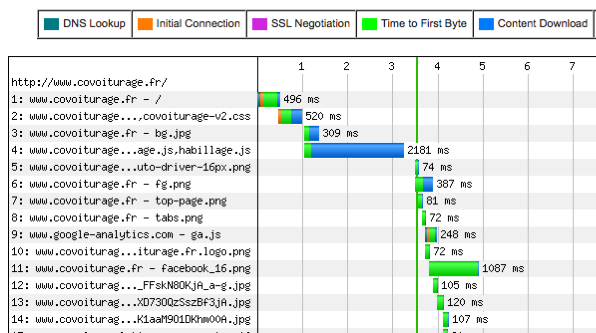 DNS Lookup Initial Connection SSL Negotiation Time to First Byte Content Download
1 2 3 4 5 6 7
http://www.covoiturage.fr/
1: www.covoiturage.fr - / 496 ms
2: www.covoiturage...,covoiturage-v2.css 520 ms
3: www.covoiturage.fr - bg.jpg 309 ms
4: www.covoiturag...age.js,habillage.js 2181 ms
5: www.covoiturag...uto-driver-16px.png 74 ms
6: www.covoiturage.fr - fg.png 387 ms
7: www.covoiturage.fr - top-page.png 81 ms
8: www.covoiturage.fr - tabs.png 72 ms
9: www.google-analytics.com - ga.js 248 ms
10: www.covoiturag...iturage.fr.logo.png 72 ms
11: www.covoiturage.fr - facebook_16.png 1087 ms
12: www.covoiturage..._FFskN8OKjA_a-g.jpg 105 ms
13: www.covoiturag...XD73OQzSszBf3jA.jpg 120 ms
14: www.covoiturag...K1aaM9O1DKhm00A.jpg 107 ms